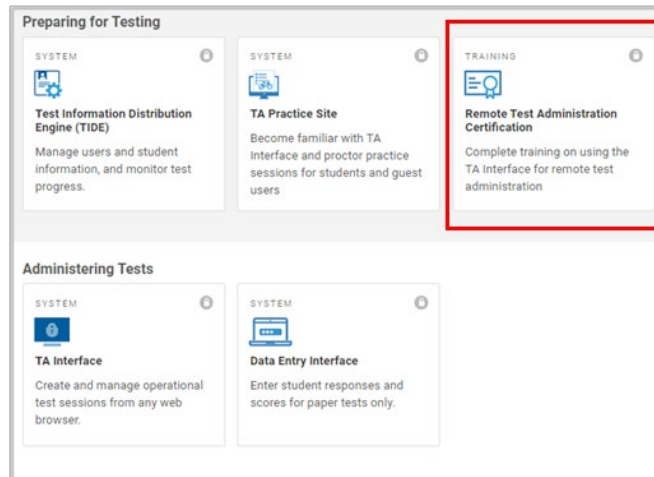 Preparing for Testing
SYSTEM
Test Information Distribution
Engine (TIDE)
Manage users and student
information, and monitor test
progress.
SYSTEM
TA Practice Site
Become familiar with TA
Interface and proctor practice
sessions for students and guest
users
TRAINING
Remote Test Administration
Certification
Complete training on using the
TA Interface for remote test
administration
Administering Tests
SYSTEM
TA Interface
Create and manage operational
test sessions from any web
browser.
SYSTEM
Data Entry Interface
Enter student responses and
scores for paper tests only.